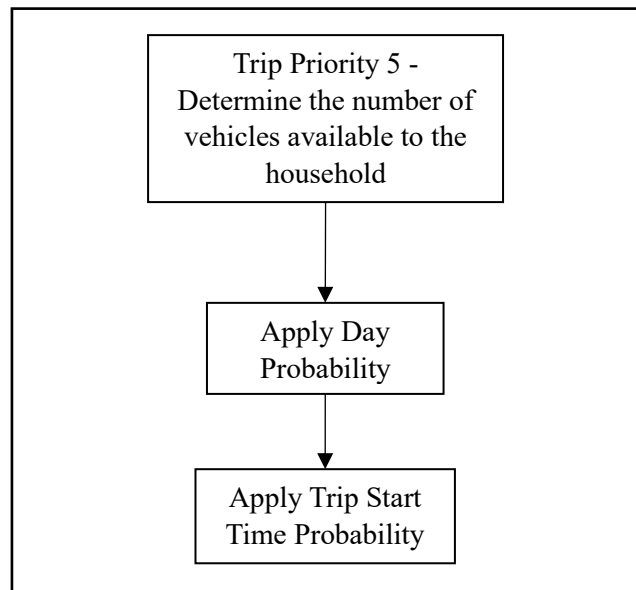 Trip Priority 5 -
Determine the number of
vehicles available to the
household
Apply Day
Probability
Apply Trip Start
Time Probability